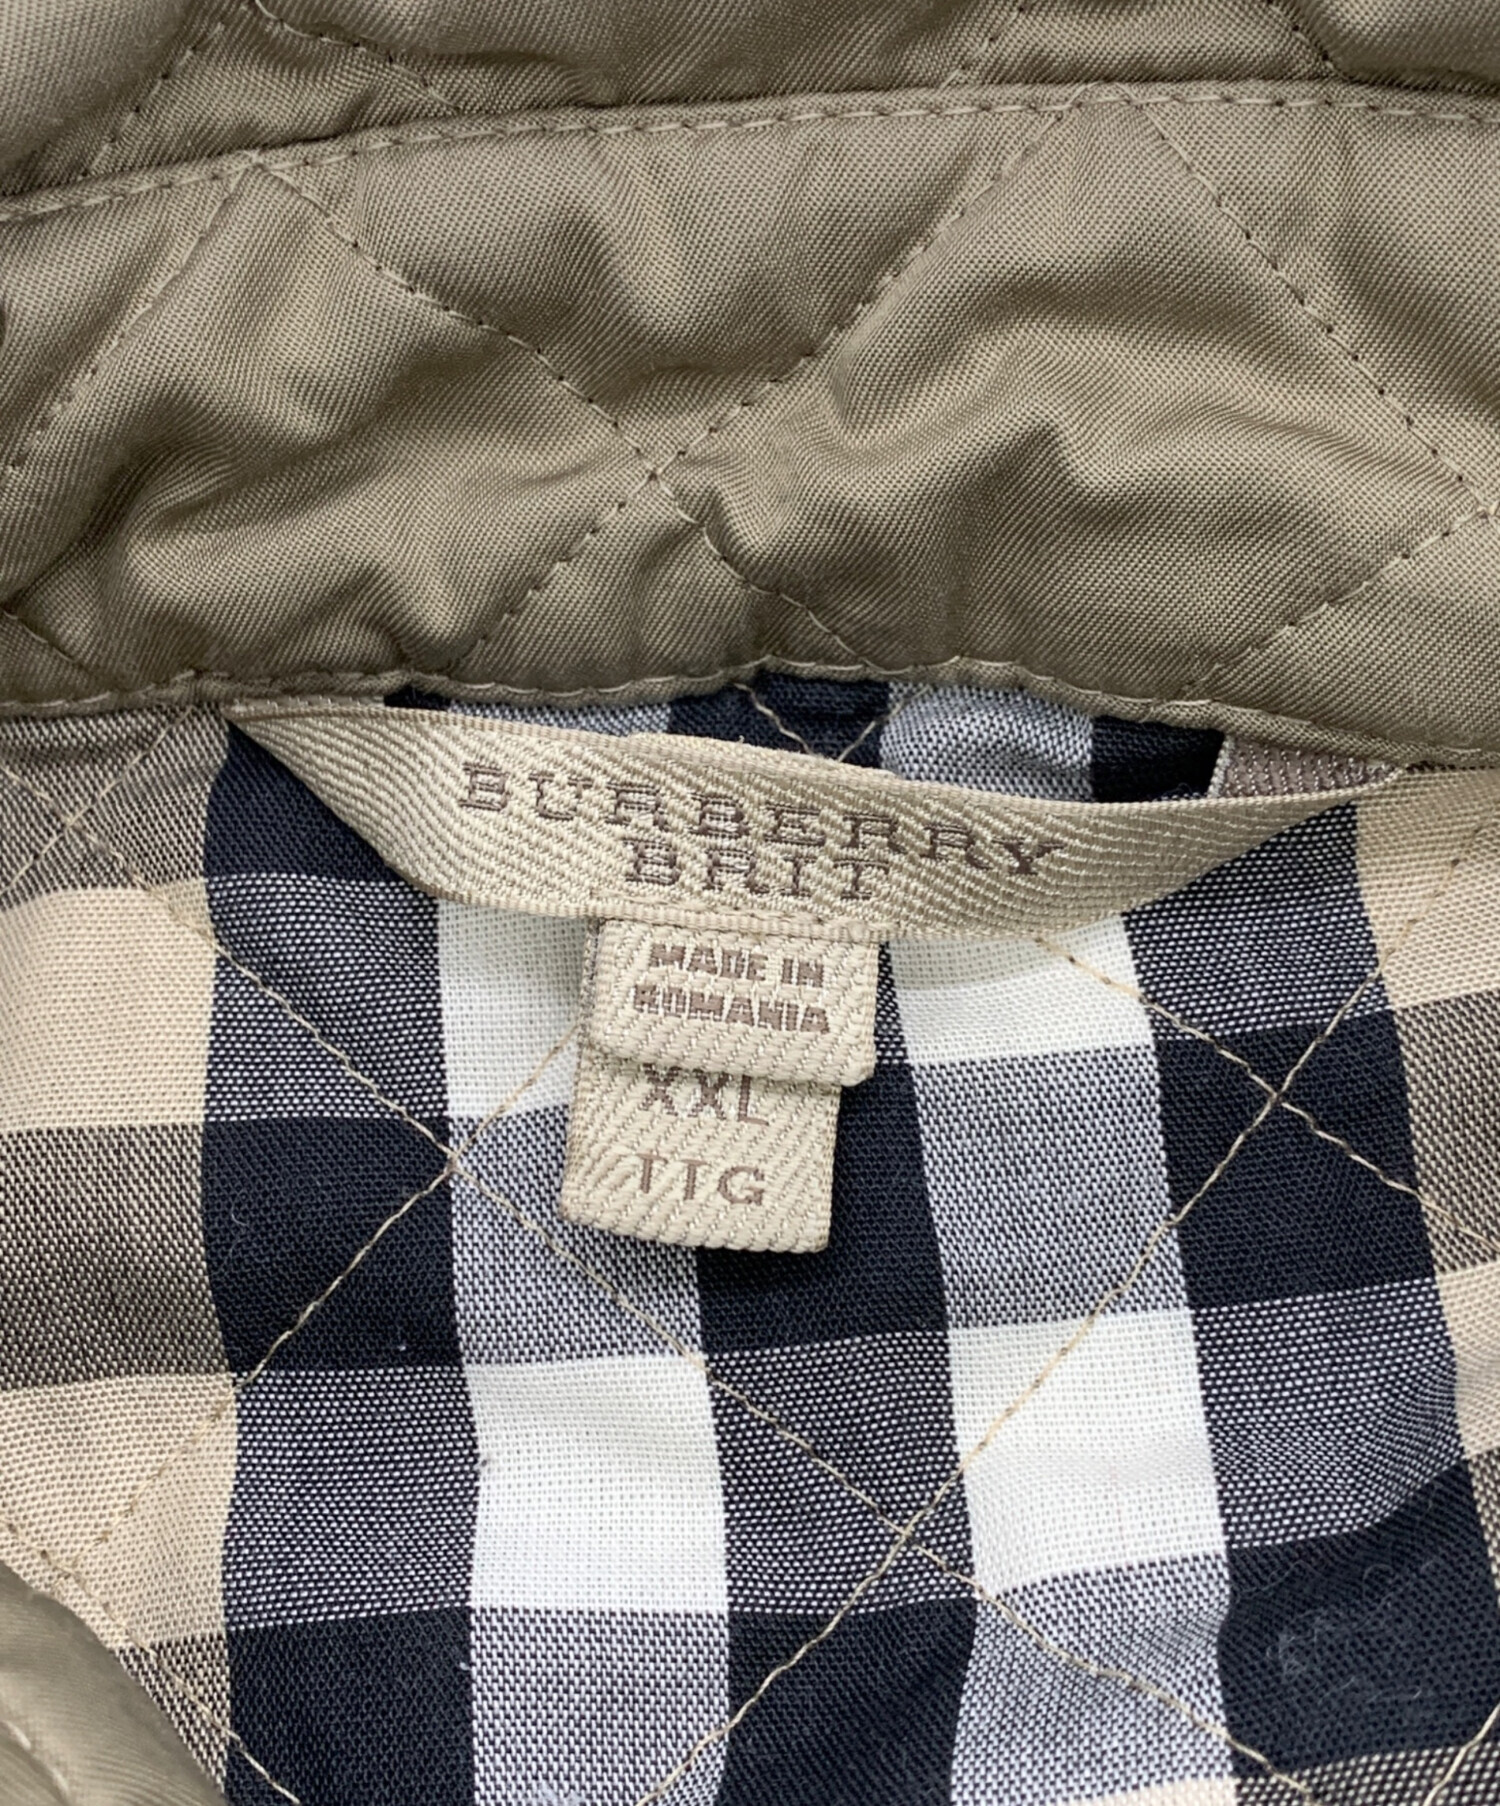 BURBERRY
BRIT
MADE IN
ROMANIA
XXL
TTG